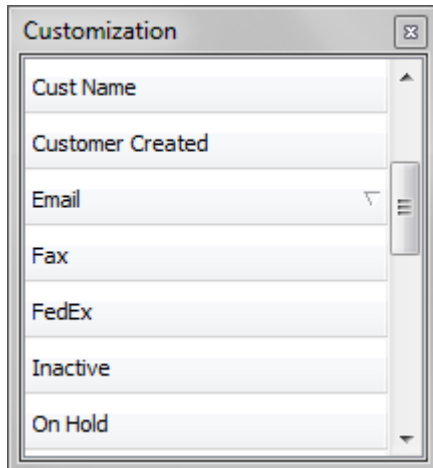 Customization
Cust Name
Customer Created
Email
Fax
FedEx
Inactive
On Hold